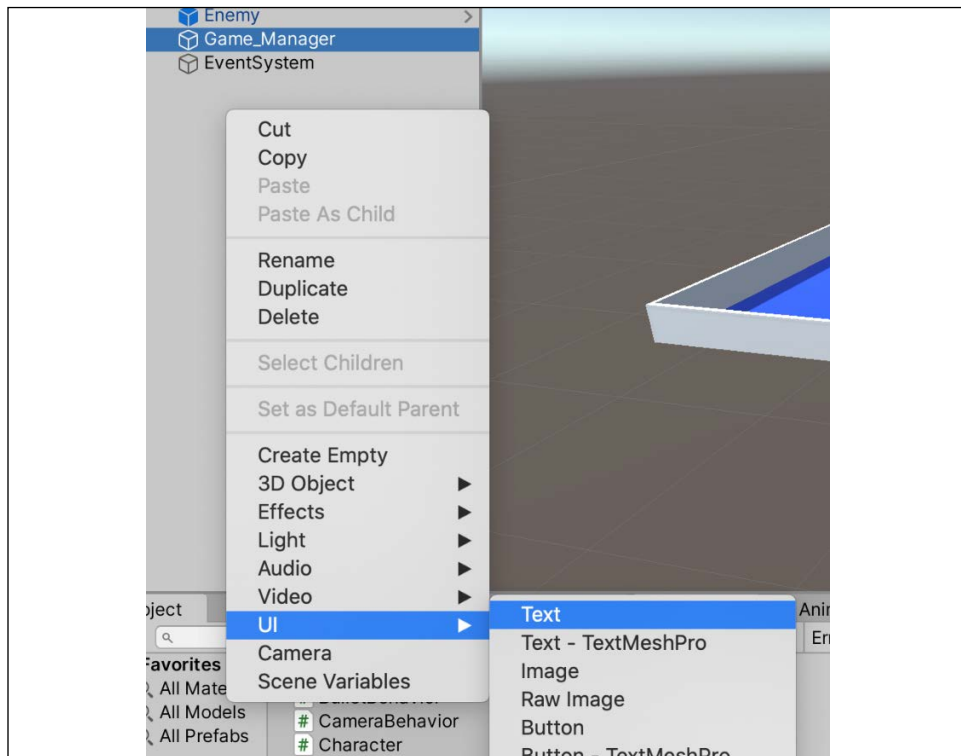 Enemy
Game_Manager
EventSystem
Cut
Copy
Paste
Paste As Child
Rename
Duplicate
Delete
Select Children
Set as Default Parent
Create Empty
3D Object
Effects
Light
Audio
Video
UI
Camera
Scene Variables
Text
Text - TextMeshPro
Image
Raw Image
Button
Button - TextMeshPro
Favorites
All Models
All Prefabs
# CameraBehavior
# Character